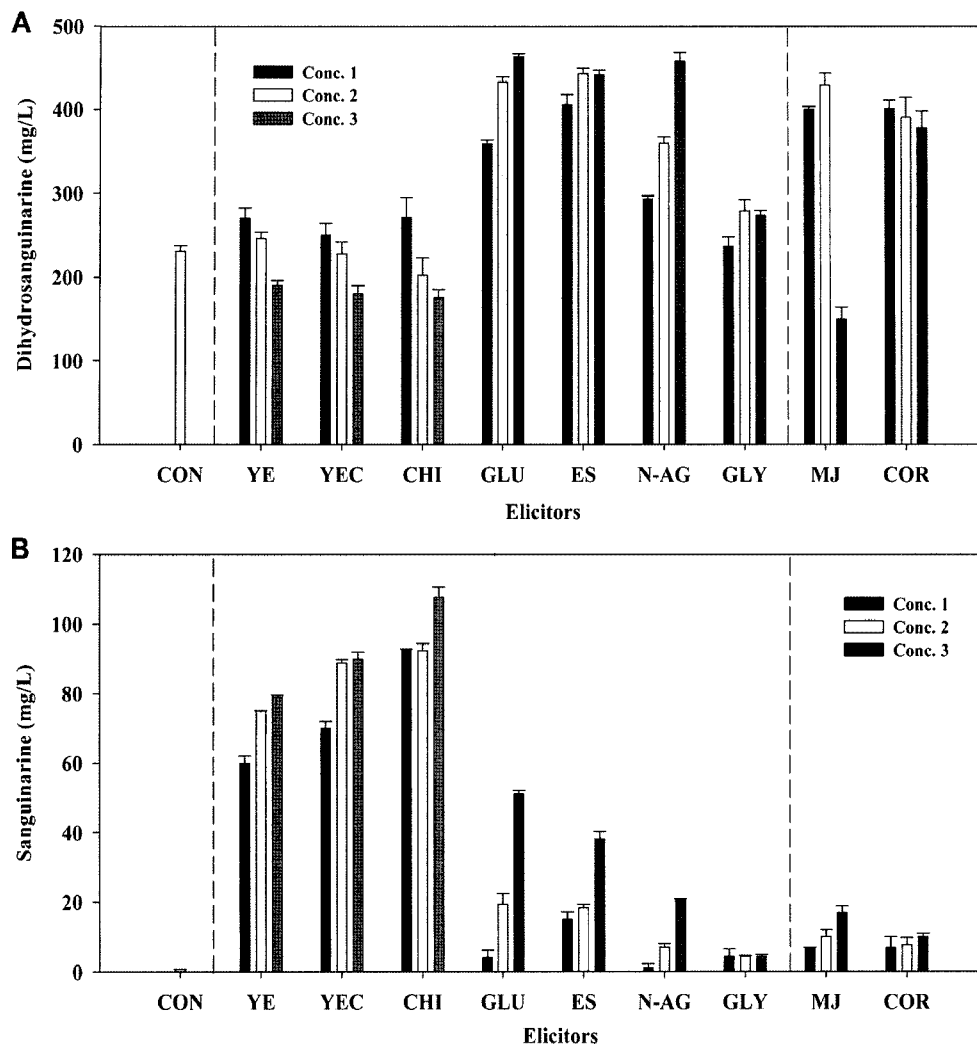 A
500
400
300
200
100
0
Dihydrosanguinarine (mg/L)
Conc. 1
Conc. 2
Conc. 3
CON YE YEC CHI GLU ES N-AG GLY MJ COR
Elicitors
B
120
100
80
60
40
20
0
Sanguinarine (mg/L)
Conc. 1
Conc. 2
Conc. 3
CON YE YEC CHI GLU ES N-AG GLY MJ COR
Elicitors